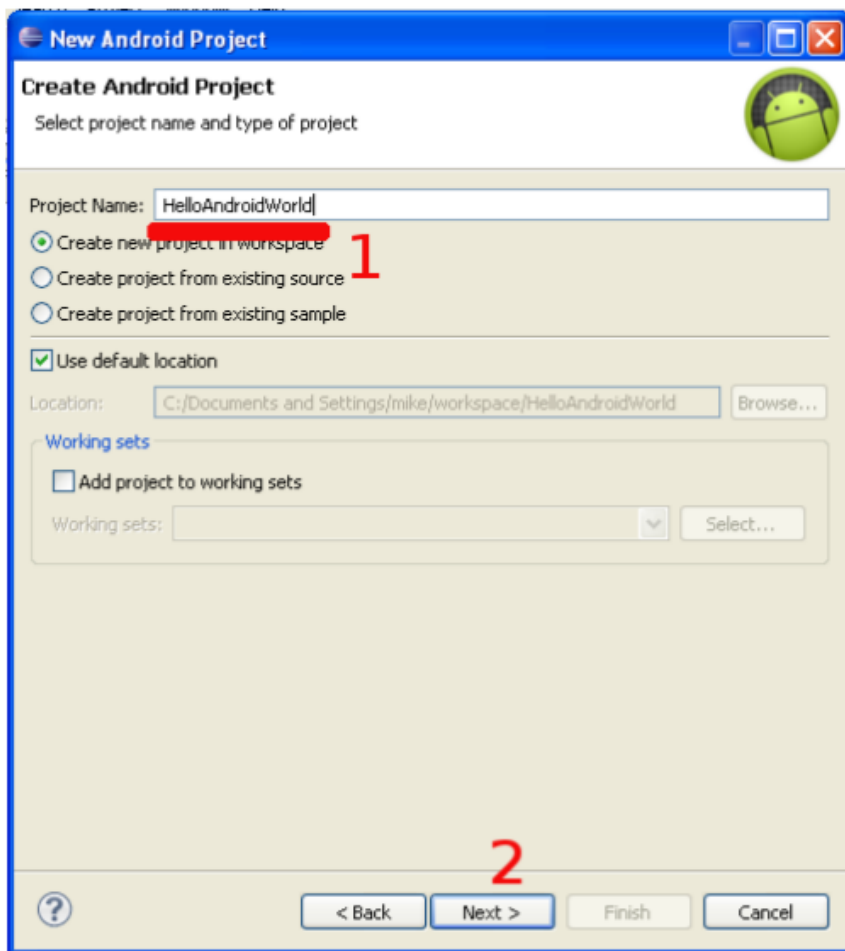 New Android Project
Create Android Project
Select project name and type of project
Project Name: HelloAndroidWorld
Create new project in workspace
1
Create project from existing source
Create project from existing sample
Use default location
Location: C:/Documents and Settings/mike/workspace/HelloAndroidWorld Browse...
Working sets
Add project to working sets
Working sets: Select...
2
? < Back Next > Finish Cancel